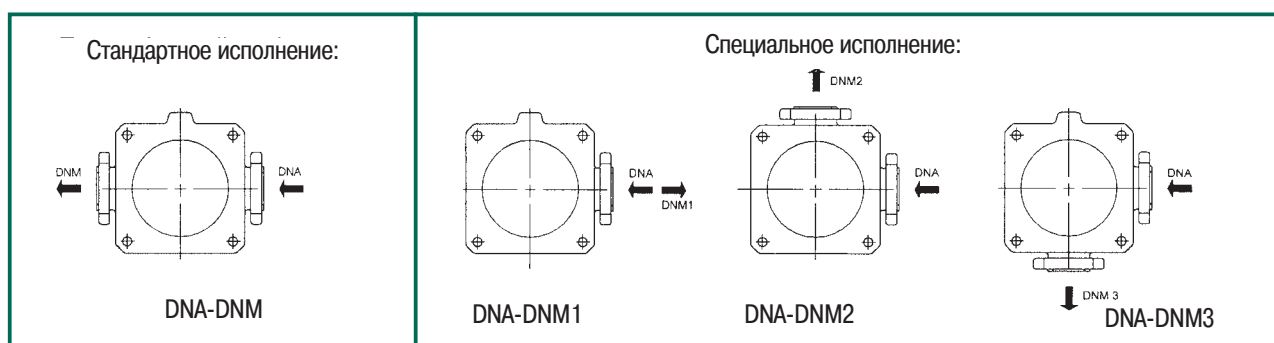 Стандартное исполнение:
DNM
DNA
DNA-DNM
Специальное исполнение:
DNA
DNM1
DNA-DNM1
DNM2
DNA
DNA-DNM2
DNA
DNM 3
DNA-DNM3